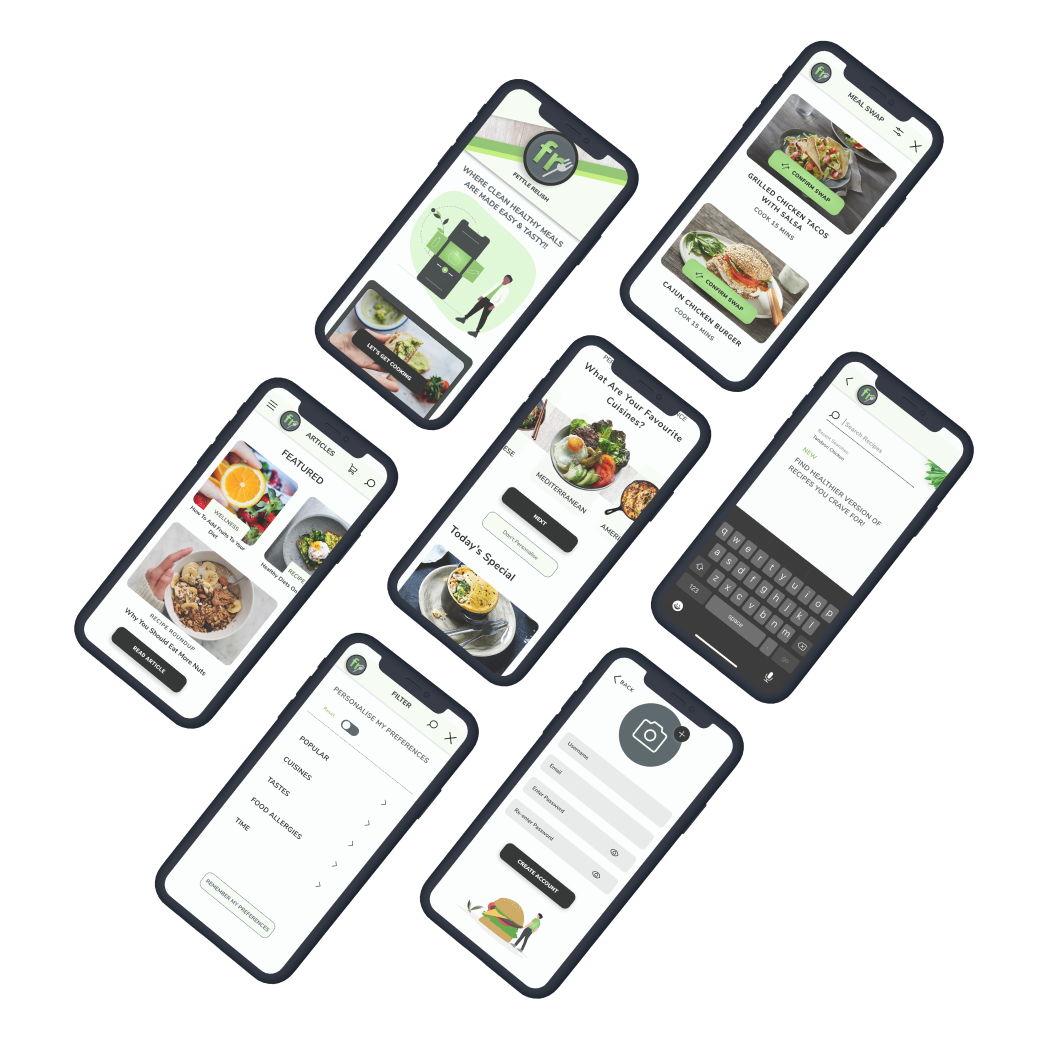 fr
FETTLE RELISH
WHERE CLEAN HEALTHY MEALS
ARE MADE EASY & TASTY!!
LET'S GET COOKING
fr
MEAL SWAP
CONFIRM SWAP
GRILLED CHICKEN TACOS
WITH SALSA
COOK 15 MINS
CONFIRM SWAP
CAJUN CHICKEN BURGER
COOK 15 MINS
fr
ARTICLES
FEATURED
WELLNESS
How To Add Fruits To Your
Diet
RECIPE
Healthy Diets On
RECIPE ROUNDUP
Why You Should Eat More Nuts
READ ARTICLE
What Are Your Favourite
Cuisines?
ESE
MEDITERRANEAN
AMERI
NEXT
Don't Personalise
Today's Special
fr
Search Recipes
Recent Searches
Tandoori Chicken
NEW
FIND HEALTHIER VERSION OF
RECIPES YOU CRAVE FOR!
q w e r t y u i o p
a s d f g h j k l
z x c v b n m
123 space
fr
FILTER
PERSONALISE MY PREFERENCES
POPULAR
CUISINES
TASTES
FOOD ALLERGIES
TIME
REMEMBER MY PREFERENCES
BACK
Username
Email
Enter Password
Re-enter Password
CREATE ACCOUNT